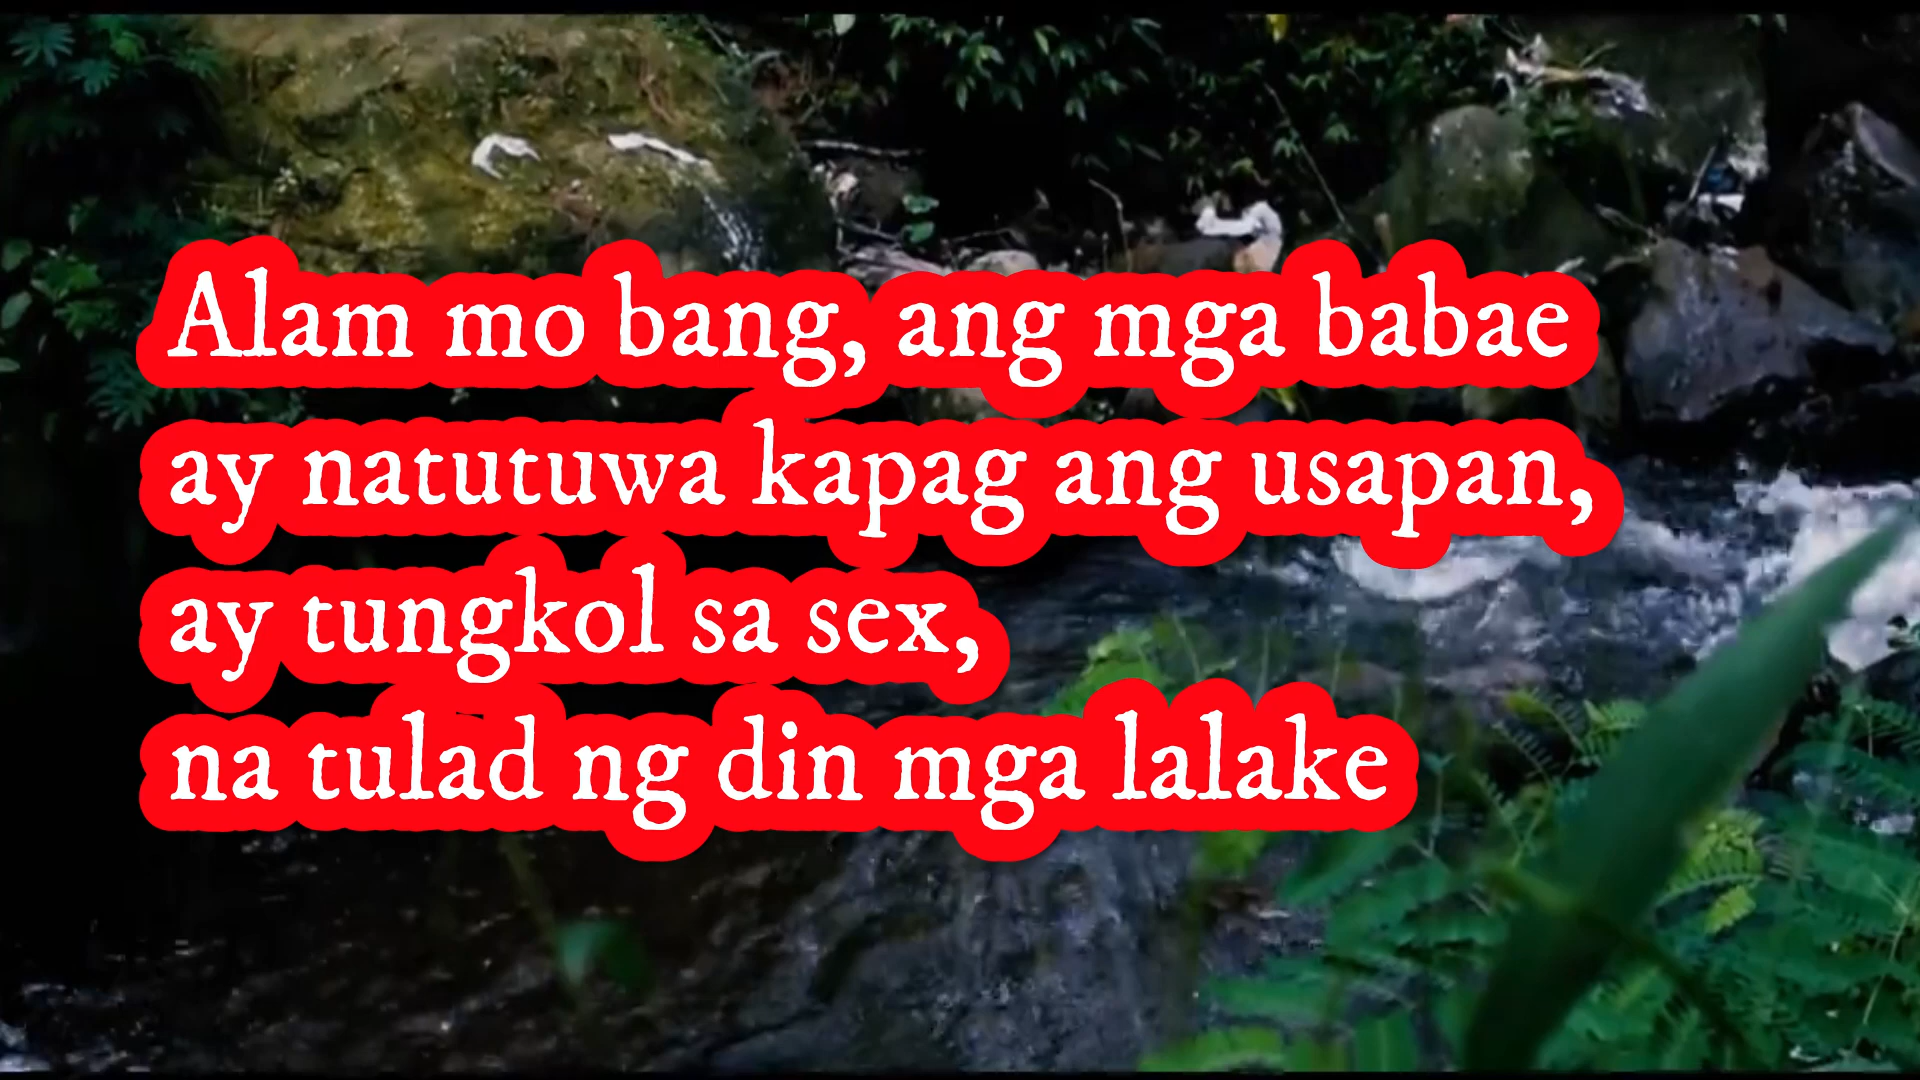 Alam mo bang, ang mga babae
ay natutuwa kapag ang usapan,
ay tungkol sa sex,
na tulad ng din mga lalake